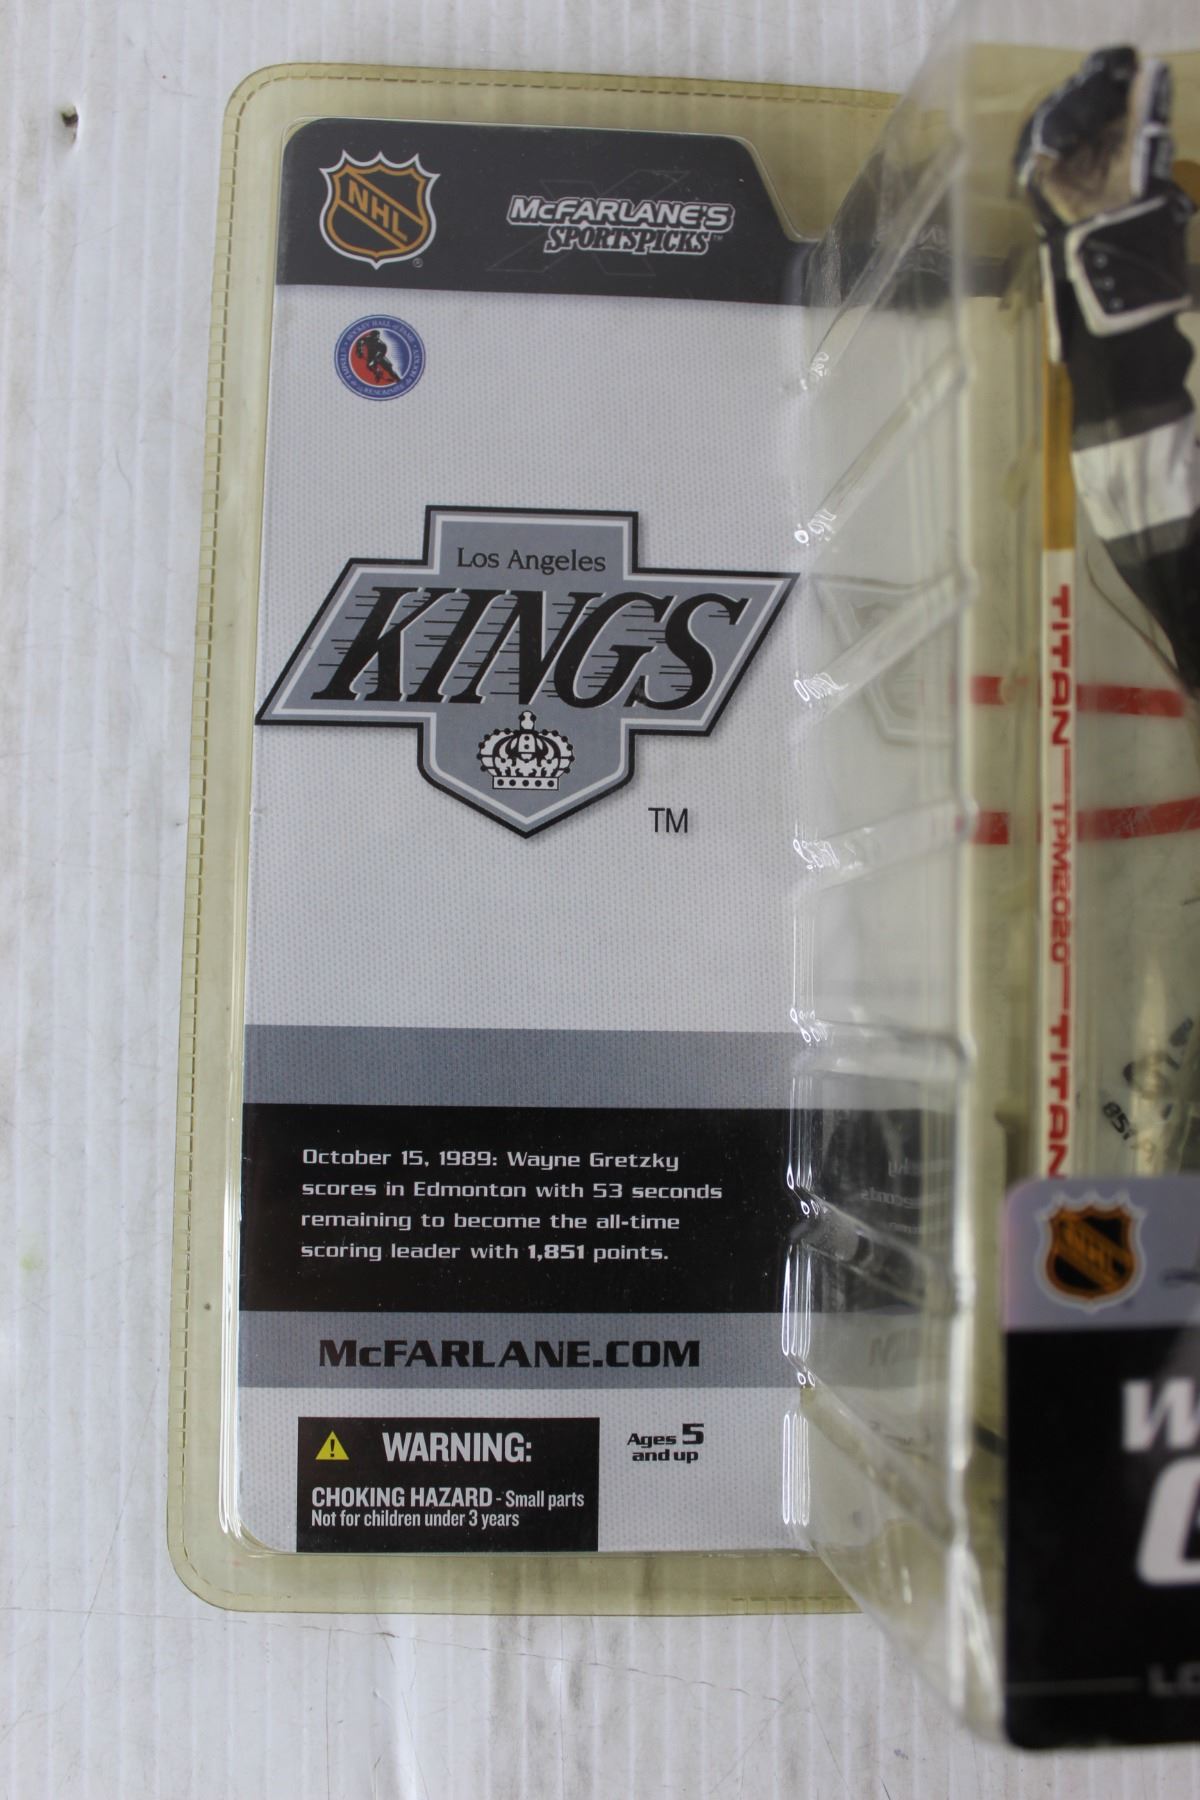 NHL
McFARLANE'S
SPORTSPICKS™
Los Angeles
KINGS
TM
October 15, 1989: Wayne Gretzky
scores in Edmonton with 53 seconds
remaining to become the all-time
scoring leader with 1,851 points.
McFARLANE.COM
WARNING:
CHOKING HAZARD - Small parts
Not for children under 3 years
Ages 5
and up
TITAN
TPM2020
TITAN
NHL